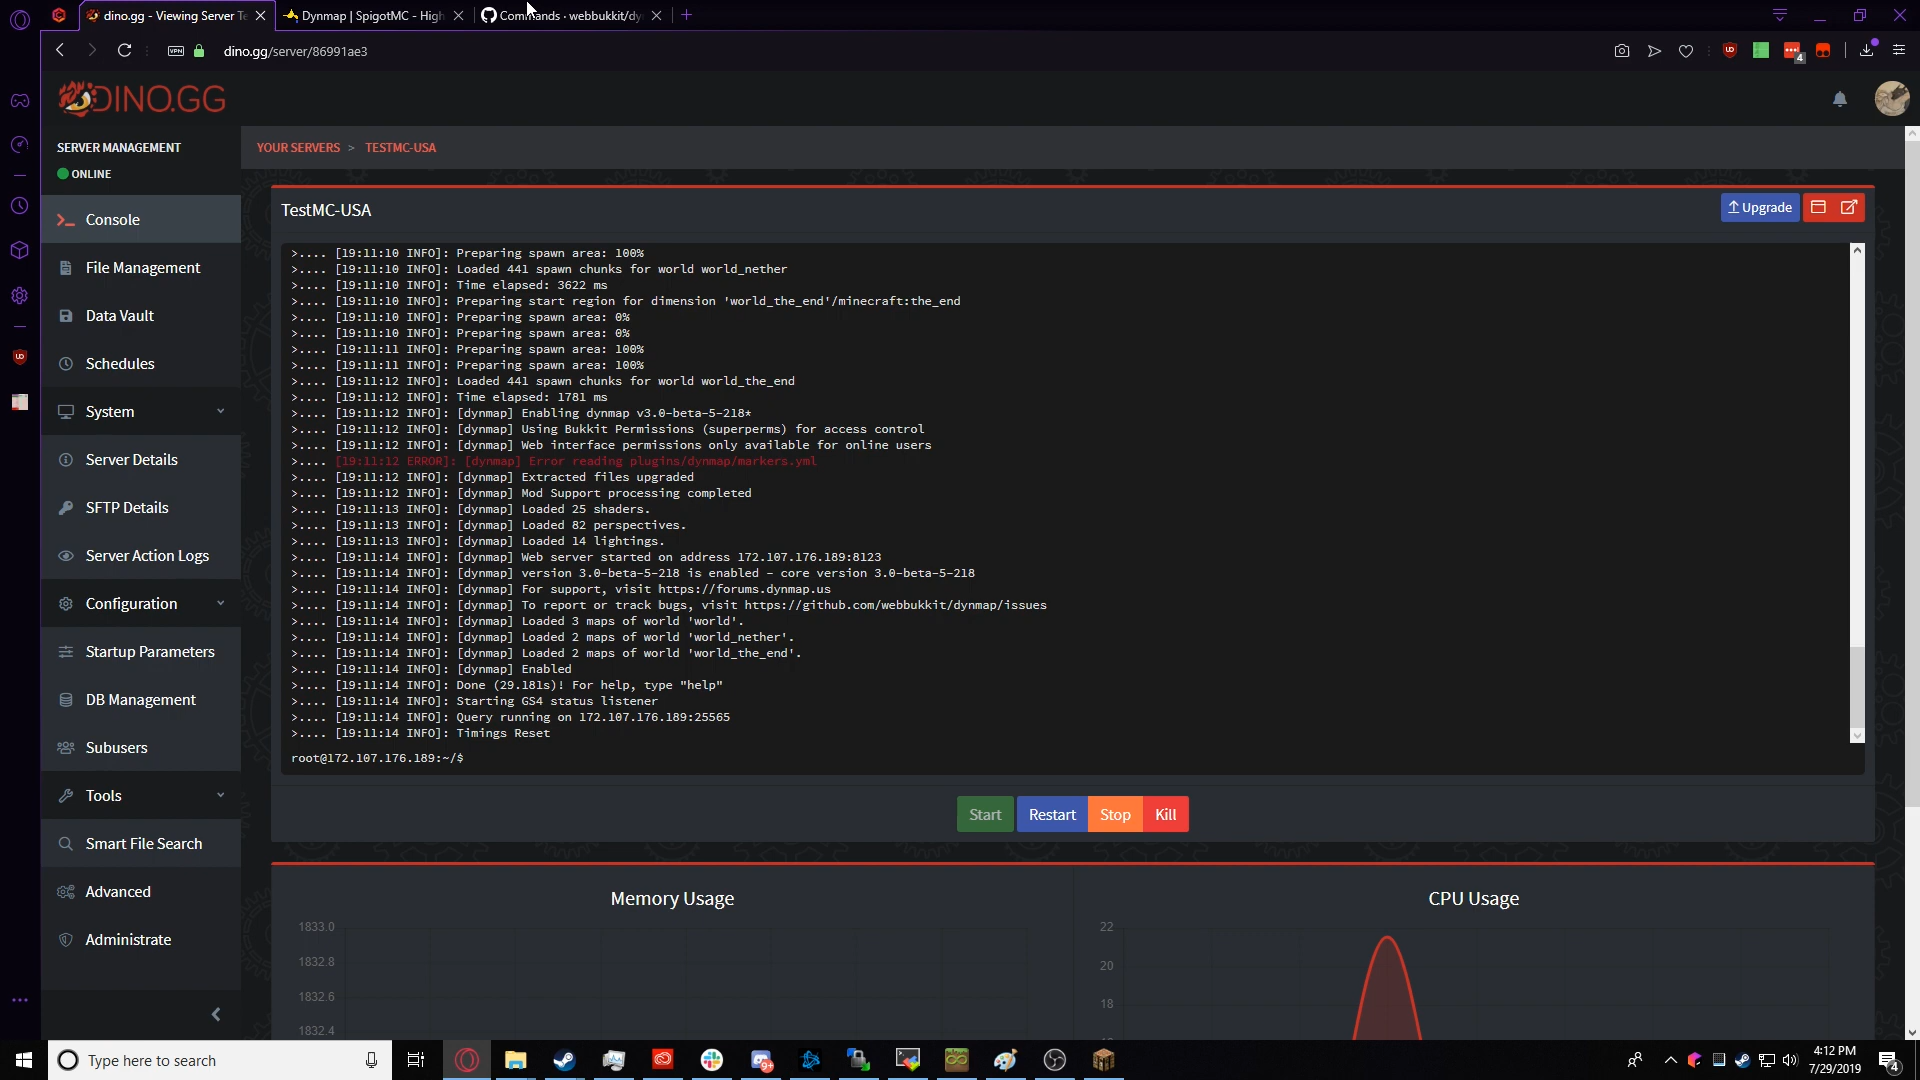 dino.gg - Viewing Server Te
Dynmap | SpigotMC - High
Commands · webbukkit/dy
VPN
dino.gg/server/86991ae3
4
DINO.GG
SERVER MANAGEMENT
ONLINE
Console
File Management
Data Vault
Schedules
System
Server Details
SFTP Details
Server Action Logs
Configuration
Startup Parameters
DB Management
Subusers
Tools
Smart File Search
Advanced
Administrate
YOUR SERVERS > TESTMC-USA
TestMC-USA
Upgrade
>.... [19:11:10 INFO]: Preparing spawn area: 100%
>.... [19:11:10 INFO]: Loaded 441 spawn chunks for world world_nether
>.... [19:11:10 INFO]: Time elapsed: 3622 ms
>.... [19:11:10 INFO]: Preparing start region for dimension 'world_the_end'/minecraft:the_end
>.... [19:11:10 INFO]: Preparing spawn area: 0%
>.... [19:11:10 INFO]: Preparing spawn area: 0%
>.... [19:11:11 INFO]: Preparing spawn area: 100%
>.... [19:11:11 INFO]: Preparing spawn area: 100%
>.... [19:11:12 INFO]: Loaded 441 spawn chunks for world world_the_end
>.... [19:11:12 INFO]: Time elapsed: 1781 ms
>.... [19:11:12 INFO]: [dynmap] Enabling dynmap v3.0-beta-5-218*
>.... [19:11:12 INFO]: [dynmap] Using Bukkit Permissions (superperms) for access control
>.... [19:11:12 INFO]: [dynmap] Web interface permissions only available for online users
>.... [19:11:12 ERROR]: [dynmap] Error reading plugins/dynmap/markers.yml
>.... [19:11:12 INFO]: [dynmap] Extracted files upgraded
>.... [19:11:12 INFO]: [dynmap] Mod Support processing completed
>.... [19:11:13 INFO]: [dynmap] Loaded 25 shaders.
>.... [19:11:13 INFO]: [dynmap] Loaded 82 perspectives.
>.... [19:11:13 INFO]: [dynmap] Loaded 14 lightings.
>.... [19:11:14 INFO]: [dynmap] Web server started on address 172.107.176.189:8123
>.... [19:11:14 INFO]: [dynmap] version 3.0-beta-5-218 is enabled - core version 3.0-beta-5-218
>.... [19:11:14 INFO]: [dynmap] For support, visit https://forums.dynmap.us
>.... [19:11:14 INFO]: [dynmap] To report or track bugs, visit https://github.com/webbukkit/dynmap/issues
>.... [19:11:14 INFO]: [dynmap] Loaded 3 maps of world 'world'.
>.... [19:11:14 INFO]: [dynmap] Loaded 2 maps of world 'world_nether'.
>.... [19:11:14 INFO]: [dynmap] Loaded 2 maps of world 'world_the_end'.
>.... [19:11:14 INFO]: [dynmap] Enabled
>.... [19:11:14 INFO]: Done (29.181s)! For help, type "help"
>.... [19:11:14 INFO]: Starting GS4 status listener
>.... [19:11:14 INFO]: Query running on 172.107.176.189:25565
>.... [19:11:14 INFO]: Timings Reset
root@172.107.176.189:~/$
Start
Restart
Stop
Kill
Memory Usage
1833.0
1832.8
1832.6
1832.4
CPU Usage
22
20
18
Type here to search
9+
4:12 PM
7/29/2019
4